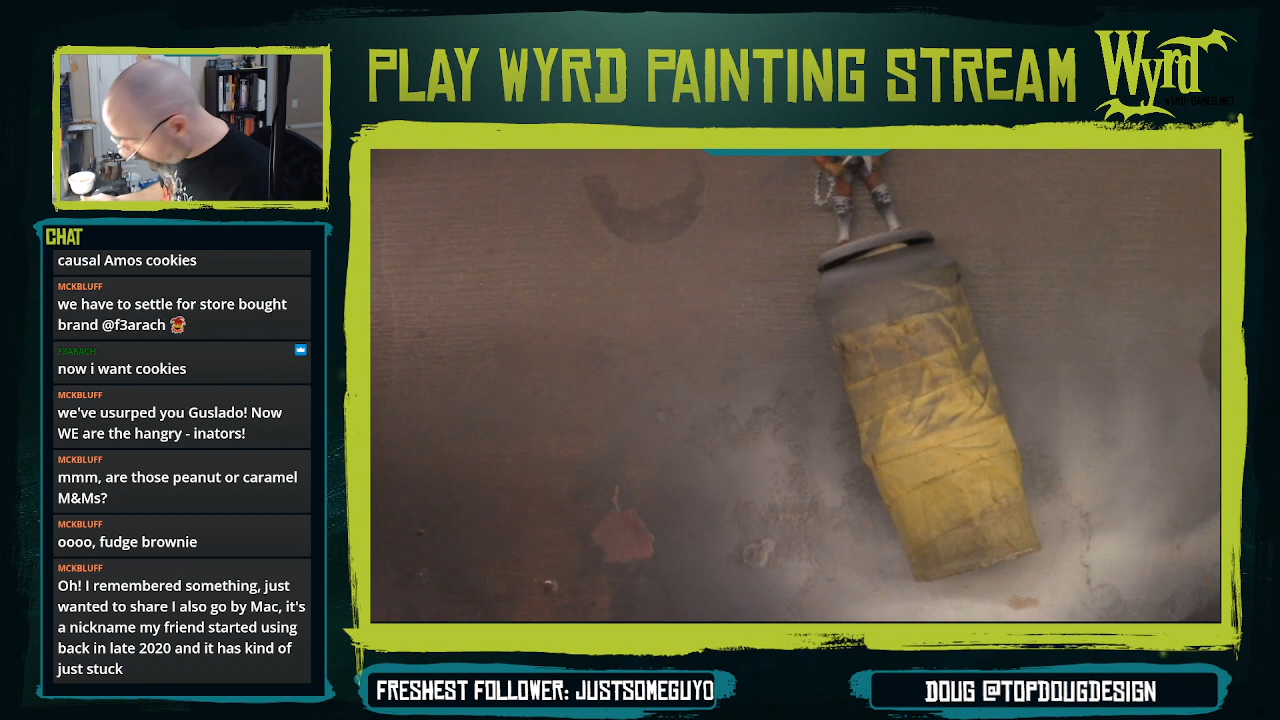 PLAY WYRD PAINTING STREAM
Wyrd
WYRD-GAMES.NET
CHAT
causal Amos cookies
MCKBLUFF
we have to settle for store bought
brand @f3arach
F3ARACH
now i want cookies
MCKBLUFF
we've usurped you Guslado! Now
WE are the hangry - inators!
MCKBLUFF
mmm, are those peanut or caramel
M&Ms?
MCKBLUFF
oooo, fudge brownie
MCKBLUFF
Oh! I remembered something, just
wanted to share I also go by Mac, it's
a nickname my friend started using
back in late 2020 and it has kind of
just stuck
FRESHEST FOLLOWER: JUSTSOMEGUYO
DOUG @TOPDOUGDESIGN